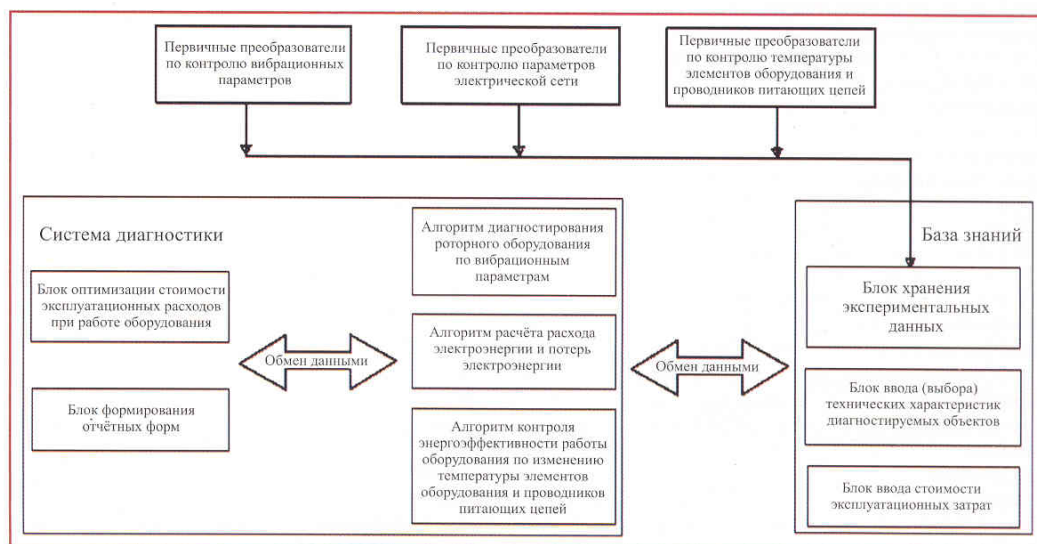 Первичные преобразователи
по контролю вибрационных
параметров
Первичные преобразователи
по контролю параметров
электрической сети
Первичные преобразователи
по контролю температуры
элементов оборудования и
проводников питающих цепей
Система диагностики
Блок оптимизации стоимости
эксплуатационных расходов
при работе оборудования
Блок формирования
отчётных форм
Обмен данными
Алгоритм диагностирования
роторного оборудования
по вибрационным
параметрам
Алгоритм расчёта расхода
электроэнергии и потерь
электроэнергии
Алгоритм контроля
энергоэффективности работы
оборудования по изменению
температуры элементов
оборудования и проводников
питающих цепей
Обмен данными
База знаний
Блок хранения
экспериментальных
данных
Блок ввода (выбора)
технических характеристик
диагностируемых объектов
Блок ввода стоимости
эксплуатационных затрат